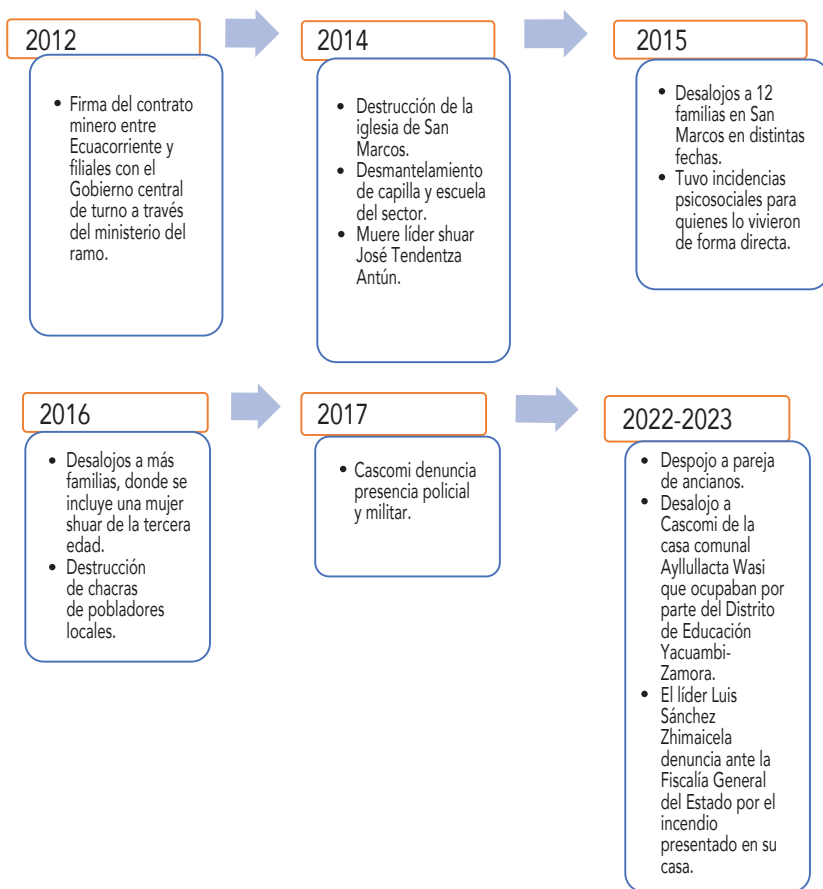 2012
• Firma del contrato
minero entre
Ecuacorriente y
filiales con el
Gobierno central
de turno a través
del ministerio del
ramo.
2014
• Destrucción de la
iglesia de San
Marcos.
• Desmantelamiento
de capilla y escuela
del sector.
• Muere líder shuar
José Tendentza
Antún.
2015
• Desalojos a 12
familias en San
Marcos en distintas
fechas.
• Tuvo incidencias
psicosociales para
quienes lo vivieron
de forma directa.
2016
• Desalojos a más
familias, donde se
incluye una mujer
shuar de la tercera
edad.
• Destrucción
de chacras
de pobladores
locales.
2017
• Cascomi denuncia
presencia policial
y militar.
2022-2023
• Despojo a pareja
de ancianos.
• Desalojo a
Cascomi de la
casa comunal
Ayllullacta Wasi
que ocupaban por
parte del Distrito
de Educación
Yacuambi-
Zamora.
• El líder Luis
Sánchez
Zhimaicela
denuncia ante la
Fiscalía General
del Estado por el
incendio
presentado en su
casa.